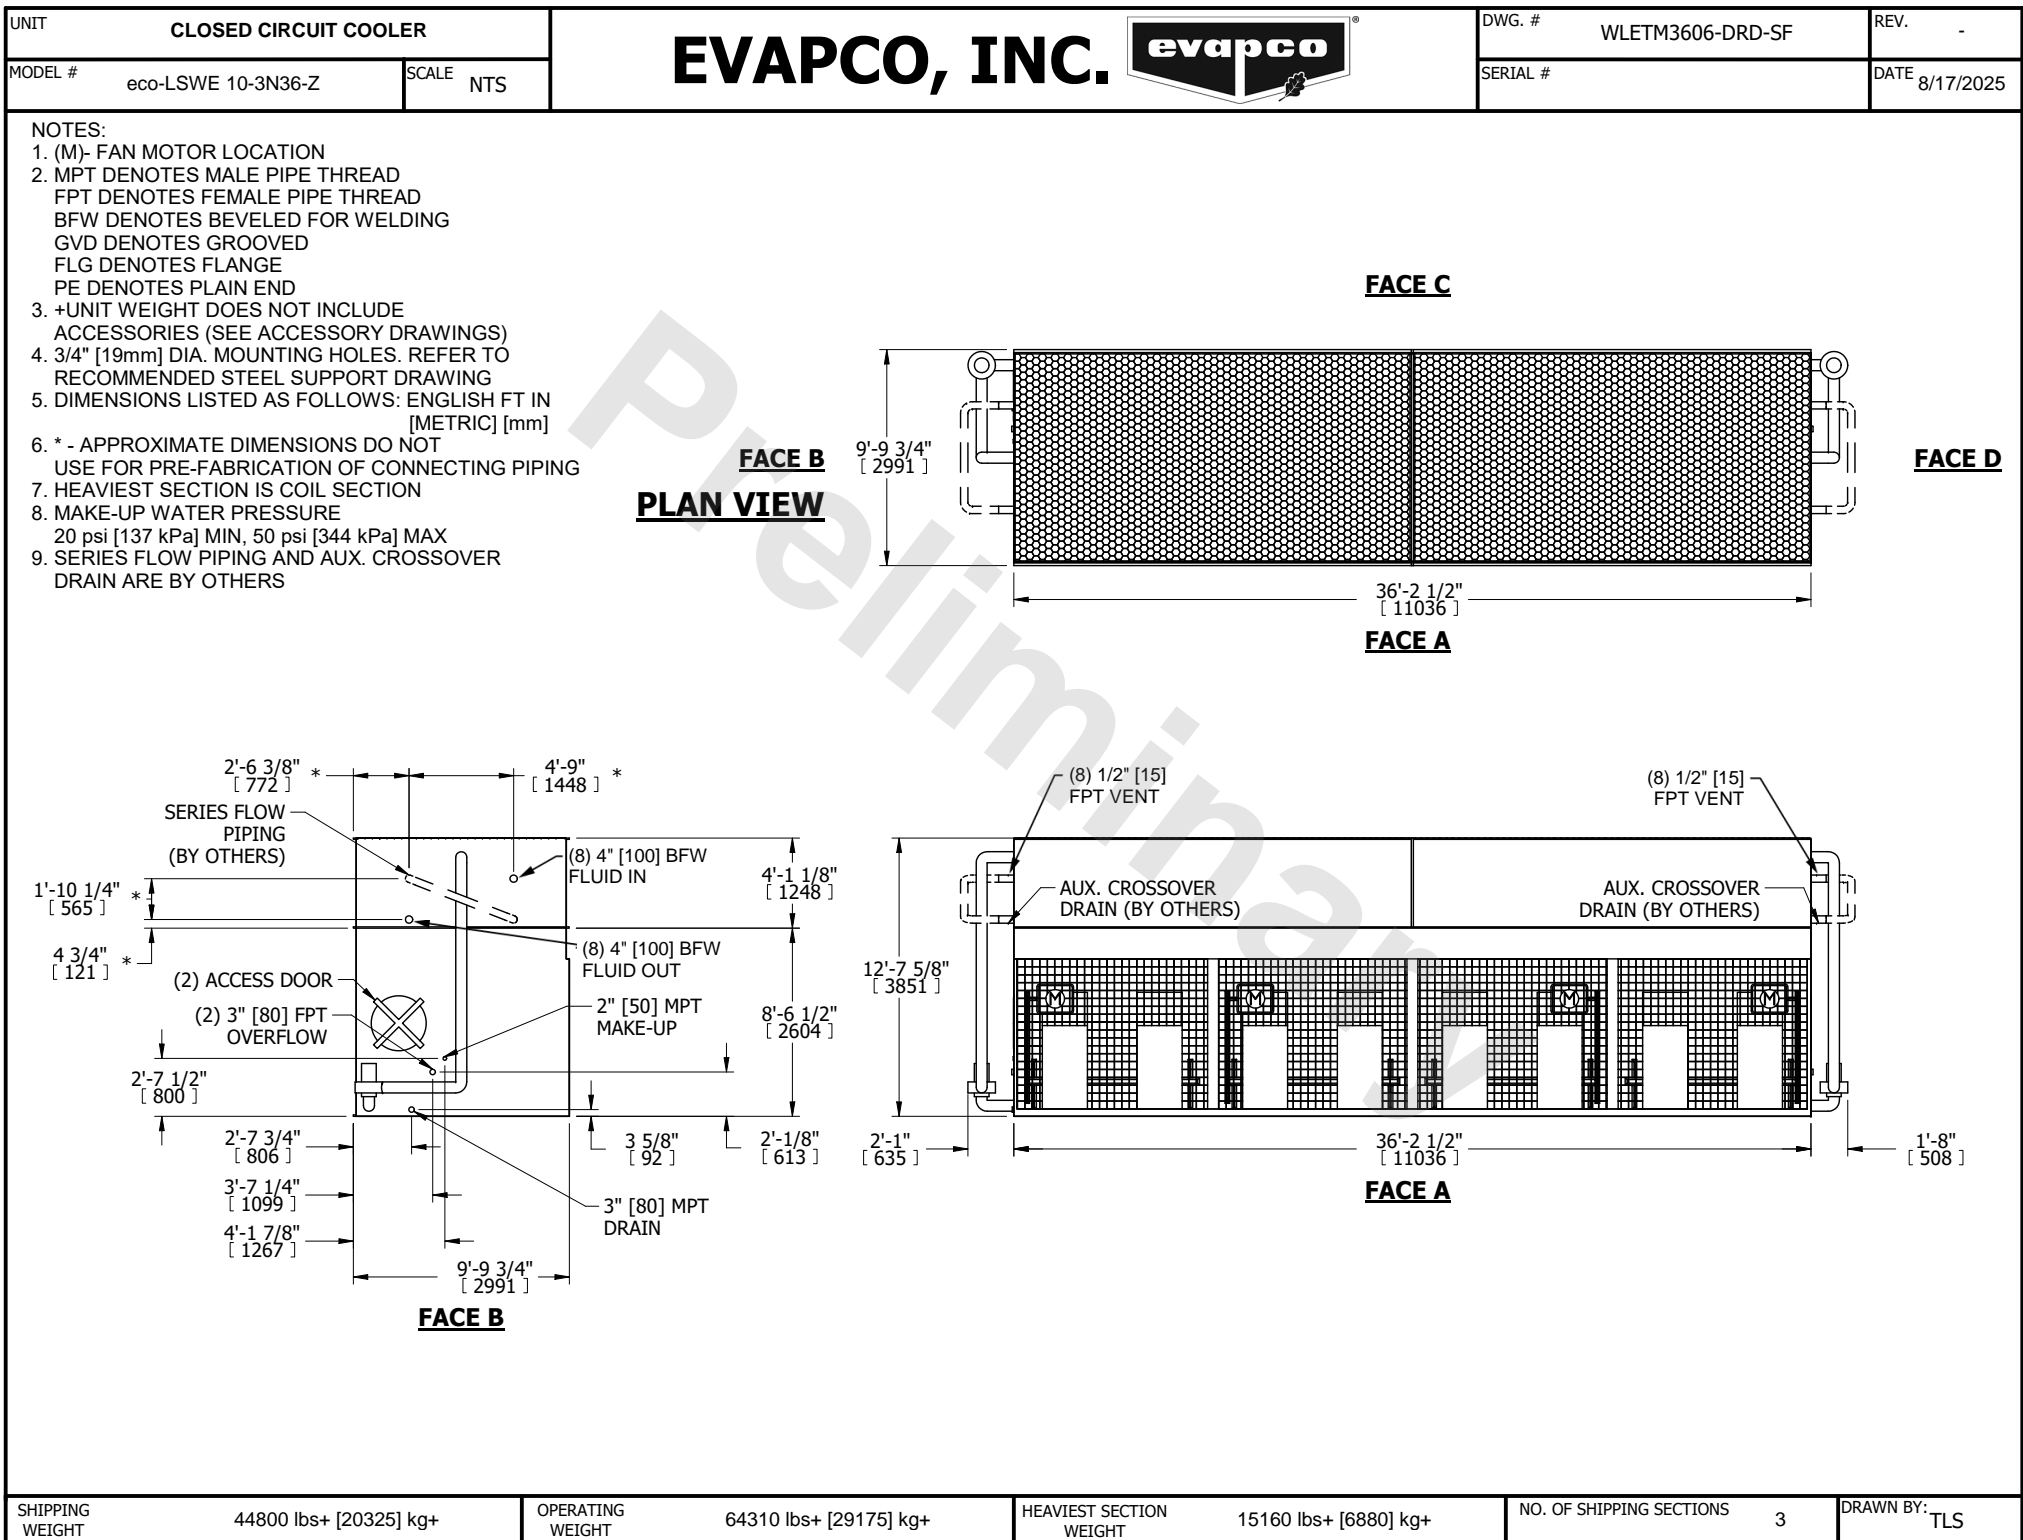 UNIT
CLOSED CIRCUIT COOLER
MODEL #
eco-LSWE 10-3N36-Z
SCALE
NTS
EVAPCO, INC.
evapco
®
DWG. #
WLETM3606-DRD-SF
REV.
-
SERIAL #
DATE
8/17/2025
NOTES:
1. (M)- FAN MOTOR LOCATION
2. MPT DENOTES MALE PIPE THREAD
FPT DENOTES FEMALE PIPE THREAD
BFW DENOTES BEVELED FOR WELDING
GVD DENOTES GROOVED
FLG DENOTES FLANGE
PE DENOTES PLAIN END
3. +UNIT WEIGHT DOES NOT INCLUDE
ACCESSORIES (SEE ACCESSORY DRAWINGS)
4. 3/4" [19mm] DIA. MOUNTING HOLES. REFER TO
RECOMMENDED STEEL SUPPORT DRAWING
5. DIMENSIONS LISTED AS FOLLOWS: ENGLISH FT IN
[METRIC] [mm]
6. * - APPROXIMATE DIMENSIONS DO NOT
USE FOR PRE-FABRICATION OF CONNECTING PIPING
7. HEAVIEST SECTION IS COIL SECTION
8. MAKE-UP WATER PRESSURE
20 psi [137 kPa] MIN, 50 psi [344 kPa] MAX
9. SERIES FLOW PIPING AND AUX. CROSSOVER
DRAIN ARE BY OTHERS
Preliminary
FACE C
FACE B
PLAN VIEW
9'-9 3/4"
[ 2991 ]
FACE D
36'-2 1/2"
[ 11036 ]
FACE A
2'-6 3/8" *
[ 772 ]
4'-9" *
[ 1448 ]
SERIES FLOW
PIPING
(BY OTHERS)
(8) 4" [100] BFW
FLUID IN
4'-1 1/8"
[ 1248 ]
1'-10 1/4" *
[ 565 ]
(8) 4" [100] BFW
FLUID OUT
4 3/4" *
[ 121 ]
(2) ACCESS DOOR
(2) 3" [80] FPT
OVERFLOW
2" [50] MPT
MAKE-UP
8'-6 1/2"
[ 2604 ]
2'-7 1/2"
[ 800 ]
2'-7 3/4"
[ 806 ]
3 5/8"
[ 92 ]
2'-1/8"
[ 613 ]
3'-7 1/4"
[ 1099 ]
3" [80] MPT
DRAIN
4'-1 7/8"
[ 1267 ]
9'-9 3/4"
[ 2991 ]
FACE B
(8) 1/2" [15]
FPT VENT
(8) 1/2" [15]
FPT VENT
AUX. CROSSOVER
DRAIN (BY OTHERS)
AUX. CROSSOVER
DRAIN (BY OTHERS)
12'-7 5/8"
[ 3851 ]
M M M M
2'-1"
[ 635 ]
36'-2 1/2"
[ 11036 ]
1'-8"
[ 508 ]
FACE A
SHIPPING
WEIGHT
44800 lbs+ [20325] kg+
OPERATING
WEIGHT
64310 lbs+ [29175] kg+
HEAVIEST SECTION
WEIGHT
15160 lbs+ [6880] kg+
NO. OF SHIPPING SECTIONS
3
DRAWN BY:
TLS